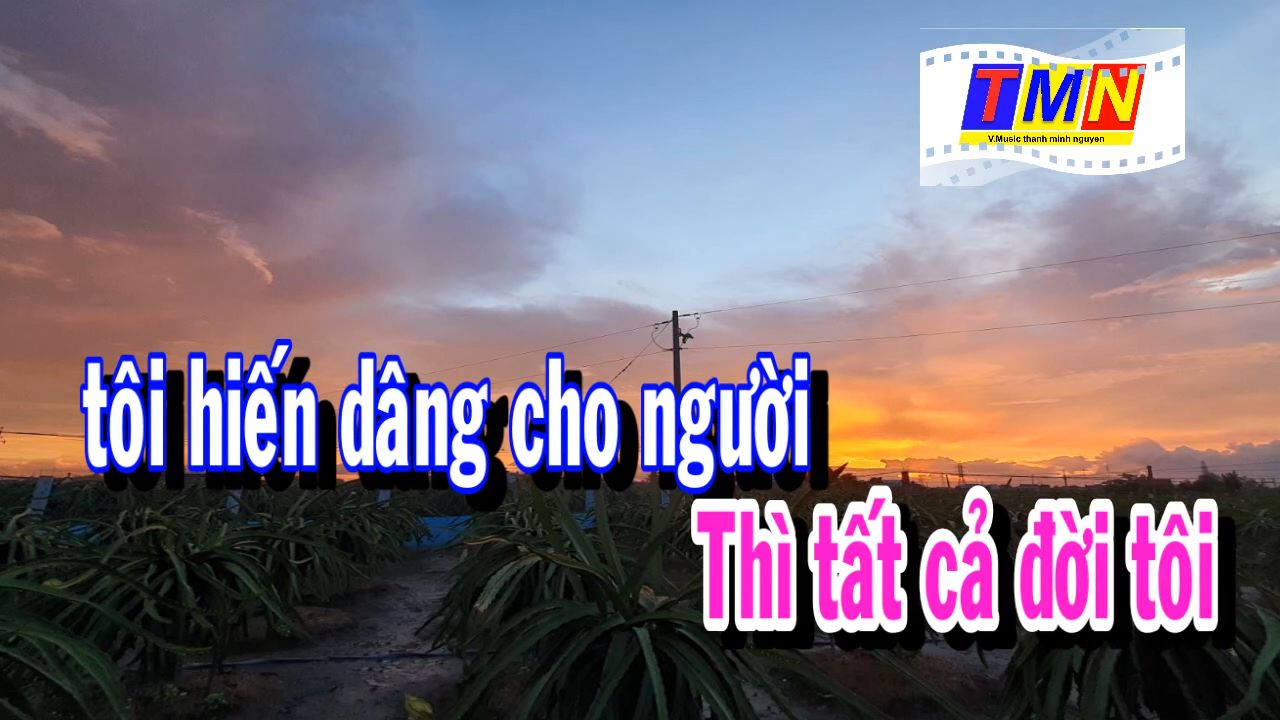 TMN
V.Music thanh minh nguyen
tôi hiến dâng cho người
Thì tất cả đời tôi